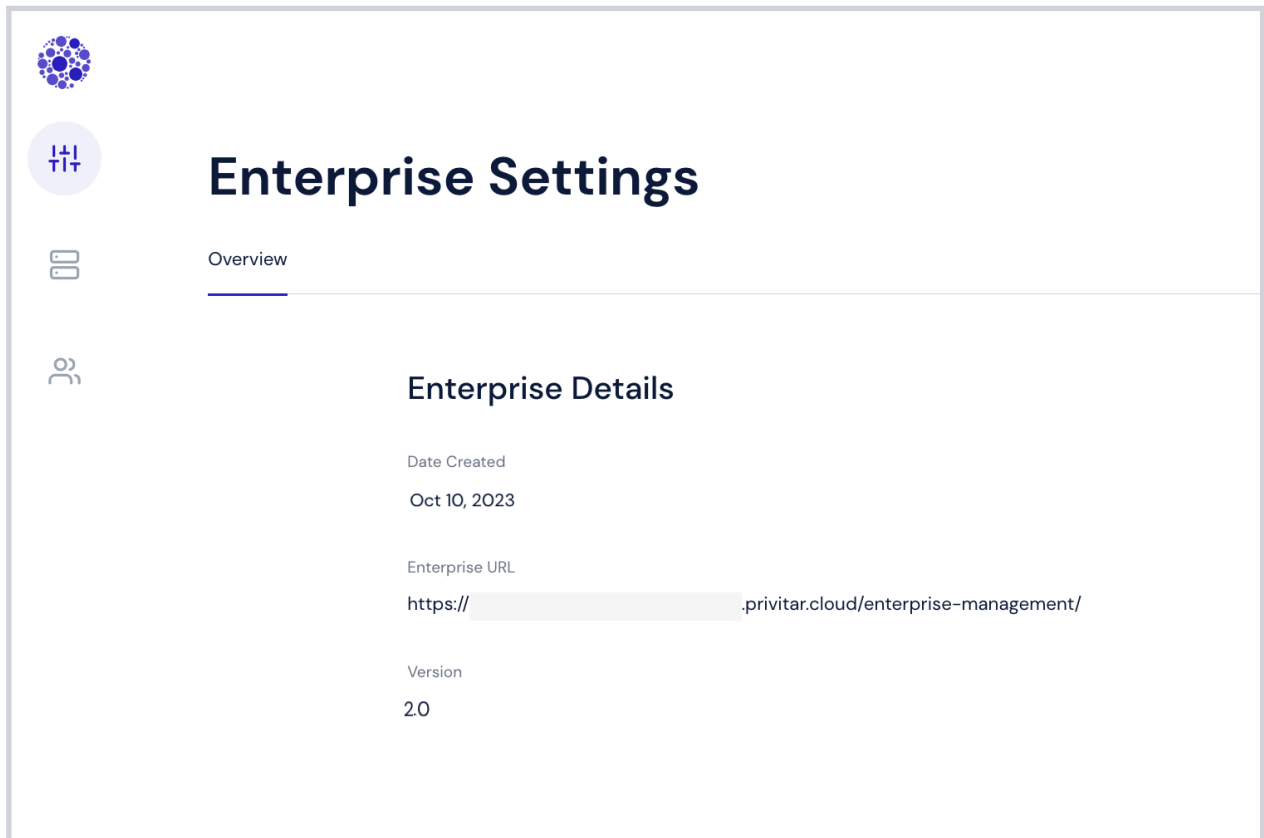 Enterprise Settings
Overview
Enterprise Details
Date Created
Oct 10, 2023
Enterprise URL
https:// .privitar.cloud/enterprise-management/
Version
2.0